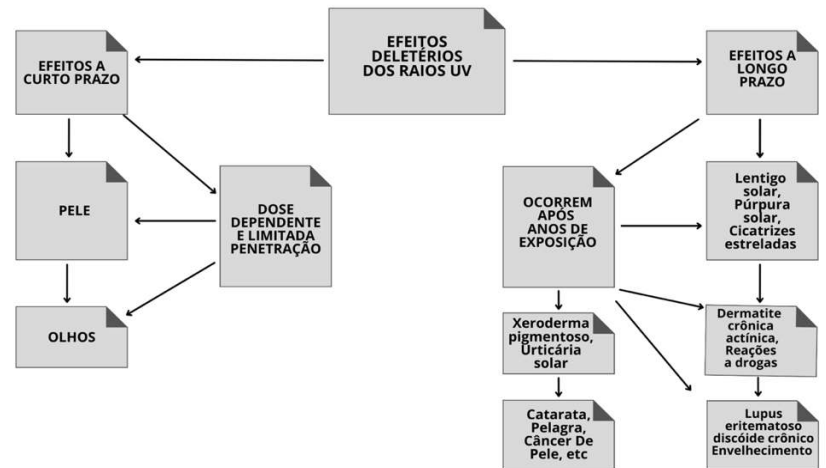 EFEITOS
DELETÉRIOS
DOS RAIOS UV
EFEITOS A
CURTO PRAZO
PELE
OLHOS
DOSE
DEPENDENTE
E LIMITADA
PENETRAÇÃO
EFEITOS A
LONGO
PRAZO
OCORREM
APÓS
ANOS DE
EXPOSIÇÃO
Lentigo
solar,
Púrpura
solar,
Cicatrizes
estreladas
Xeroderma
pigmentoso,
Urticária
solar
Dermatite
crônica
actínica,
Reações
a drogas
Catarata,
Pelagra,
Câncer De
Pele, etc
Lupus
eritematoso
discóide crônico
Envelhecimento